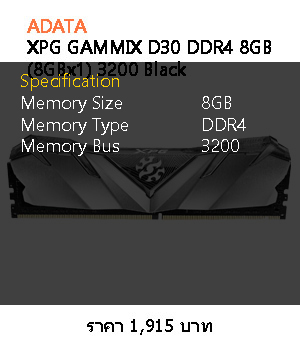 ADATA
XPG GAMMIX D30 DDR4 8GB
(8GBx1) 3200 Black
Specification
Memory Size 8GB
Memory Type DDR4
Memory Bus 3200
XPG
ราคา 1,915 บาท